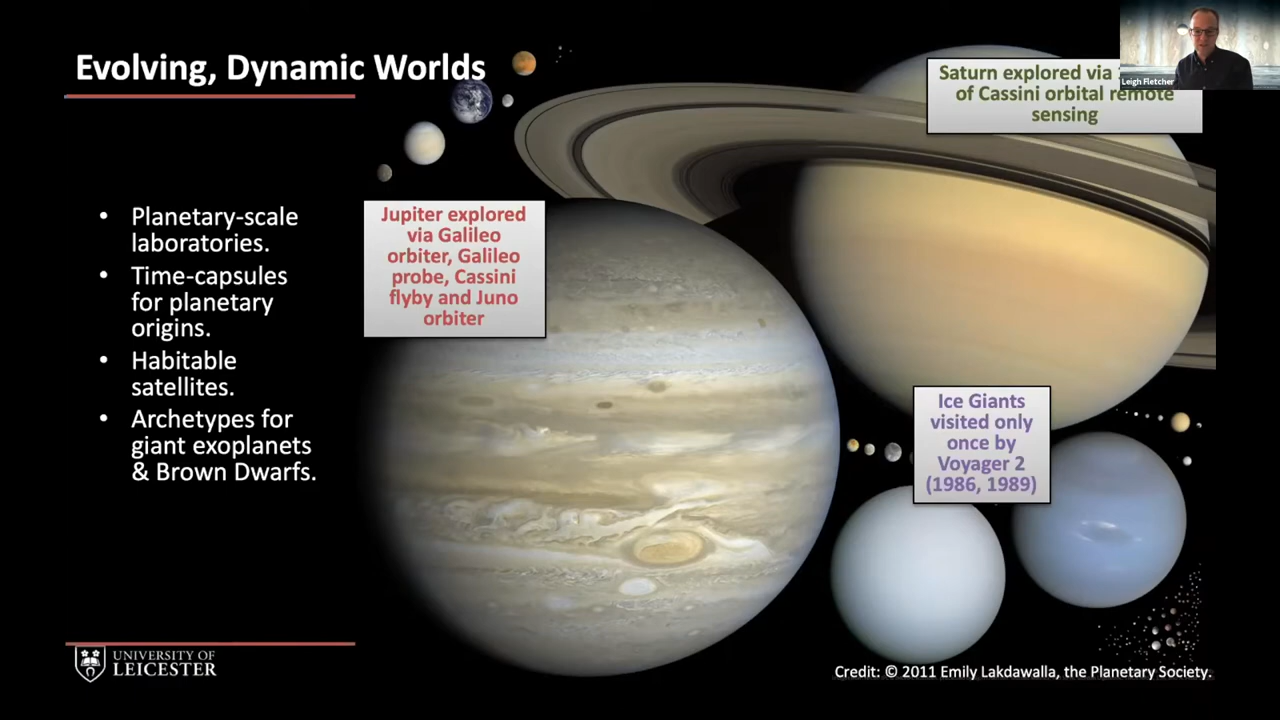 Evolving, Dynamic Worlds
Saturn explored via
of Cassini orbital remote
sensing
Leigh Fletcher
• Planetary-scale
laboratories.
• Time-capsules
for planetary
origins.
• Habitable
satellites.
• Archetypes for
giant exoplanets
& Brown Dwarfs.
Jupiter explored
via Galileo
orbiter, Galileo
probe, Cassini
flyby and Juno
orbiter
Ice Giants
visited only
once by
Voyager 2
(1986, 1989)
UNIVERSITY OF
LEICESTER
Credit: © 2011 Emily Lakdawalla, the Planetary Society.